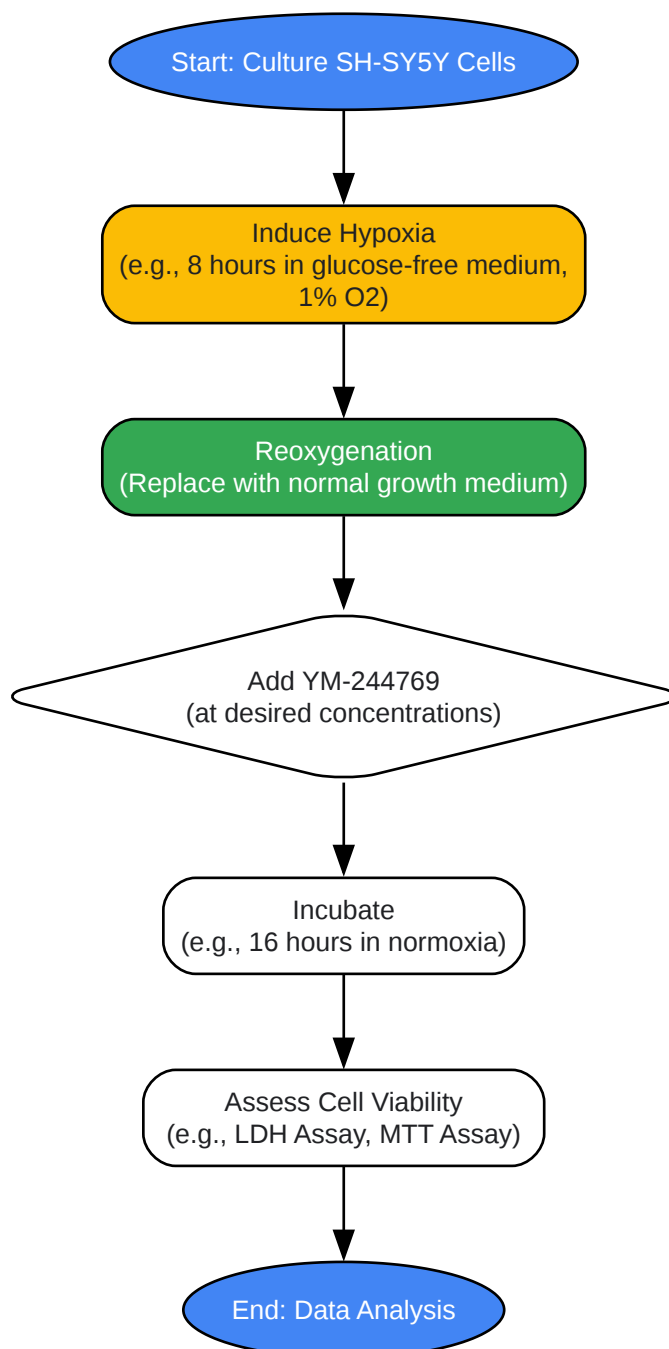 Start: Culture SH-SY5Y Cells
Induce Hypoxia
(e.g., 8 hours in glucose-free medium,
1% O2)
Reoxygenation
(Replace with normal growth medium)
Add YM-244769
(at desired concentrations)
Incubate
(e.g., 16 hours in normoxia)
Assess Cell Viability
(e.g., LDH Assay, MTT Assay)
End: Data Analysis